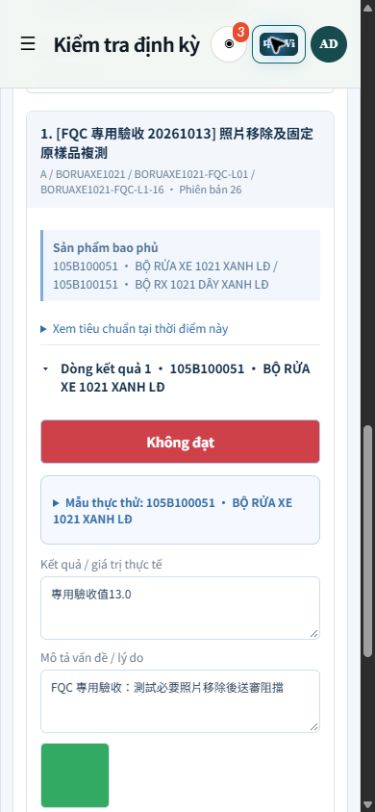 ☰ Kiểm tra định kỳ 3 AD
1. [FQC 專用驗收 20261013] 照片移除及固定
原樣品複測
A / BORUAXE1021 / BORUAXE1021-FQC-L01 /
BORUAXE1021-FQC-L1-16 • Phiên bản 26
Sản phẩm bao phủ
105B100051 • BỘ RỬA XE 1021 XANH LĐ /
105B100151 • BỘ RX 1021 DÂY XANH LĐ
▶ Xem tiêu chuẩn tại thời điểm này
Dòng kết quả 1 • 105B100051 • BỘ RỬA
XE 1021 XANH LĐ
Không đạt
▶ Mẫu thực thử: 105B100051 • BỘ RỬA XE
1021 XANH LĐ
Kết quả / giá trị thực tế
專用驗收值13.0
Mô tả vấn đề / lý do
FQC 專用驗收：測試必要照片移除後送審阻擋